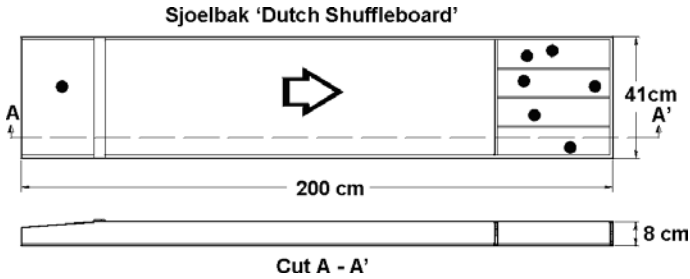 Sjoelbak ‘Dutch Shuffleboard’
A
41cm
A’
200 cm
8 cm
Cut A - A’